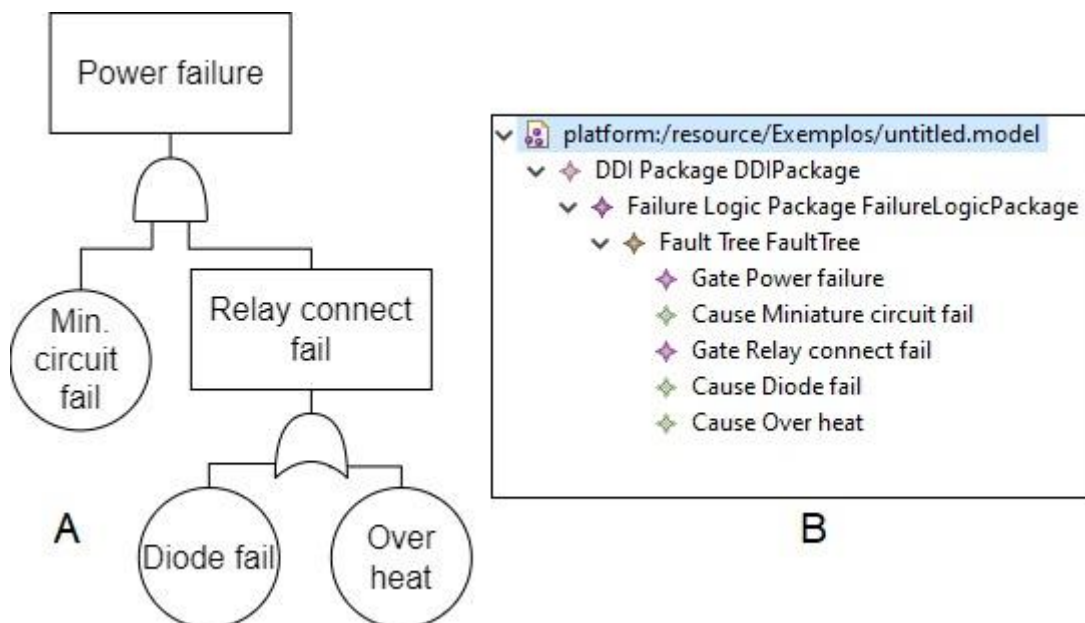 Power failure
Min.
circuit
fail
Relay connect
fail
Diode fail
Over
heat
A
platform:/resource/Exemplos/untitled.model
DDI Package DDIPackage
Failure Logic Package FailureLogicPackage
Fault Tree FaultTree
Gate Power failure
Cause Miniature circuit fail
Gate Relay connect fail
Cause Diode fail
Cause Over heat
B